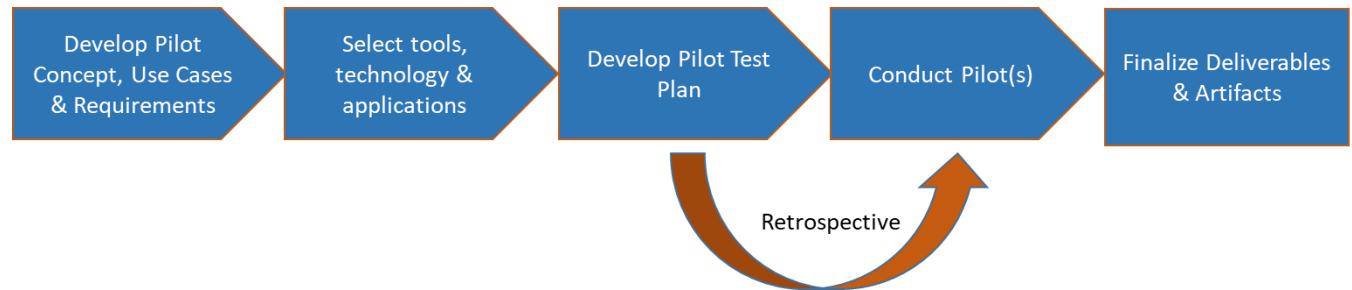 Develop Pilot
Concept, Use Cases
& Requirements
Select tools,
technology &
applications
Develop Pilot Test
Plan
Conduct Pilot(s)
Finalize Deliverables
& Artifacts
Retrospective